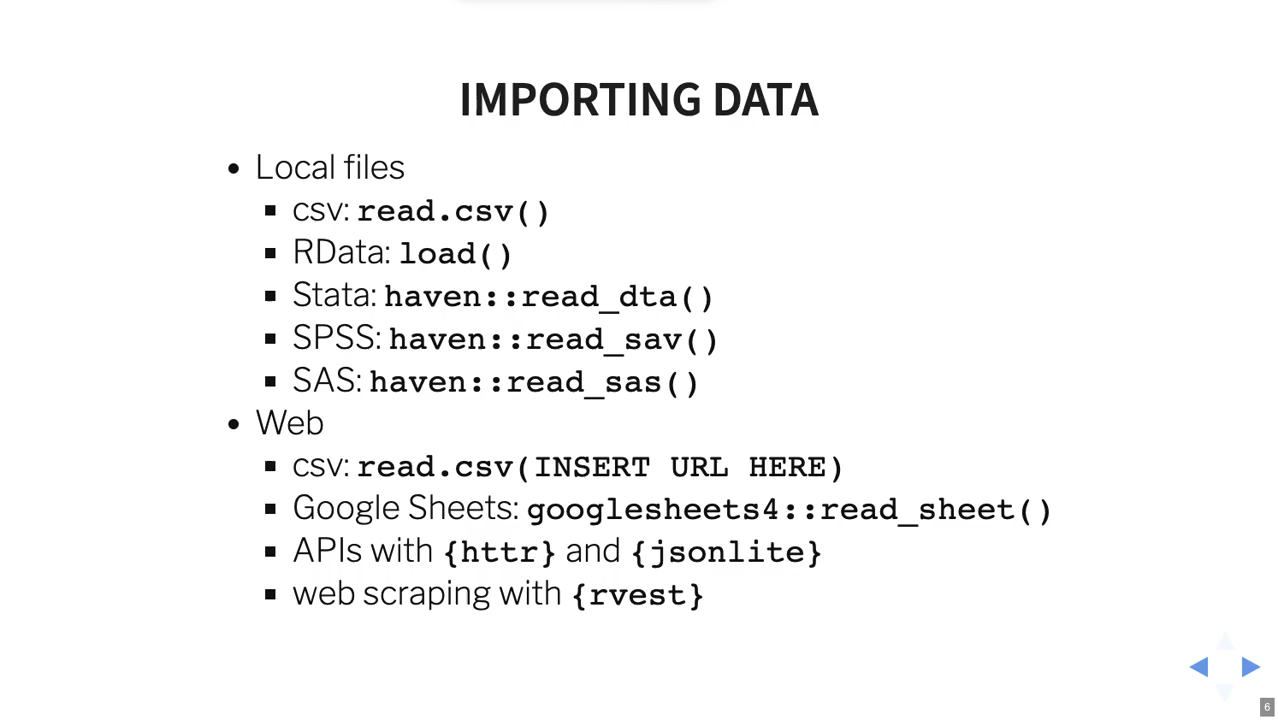 IMPORTING DATA
• Local files
▪ csv: read.csv()
▪ RData: load()
▪ Stata: haven::read_dta()
▪ SPSS: haven::read_sav()
▪ SAS: haven::read_sas()
• Web
▪ csv: read.csv(INSERT URL HERE)
▪ Google Sheets: googlesheets4::read_sheet()
▪ APIs with {httr} and {jsonlite}
▪ web scraping with {rvest}
6